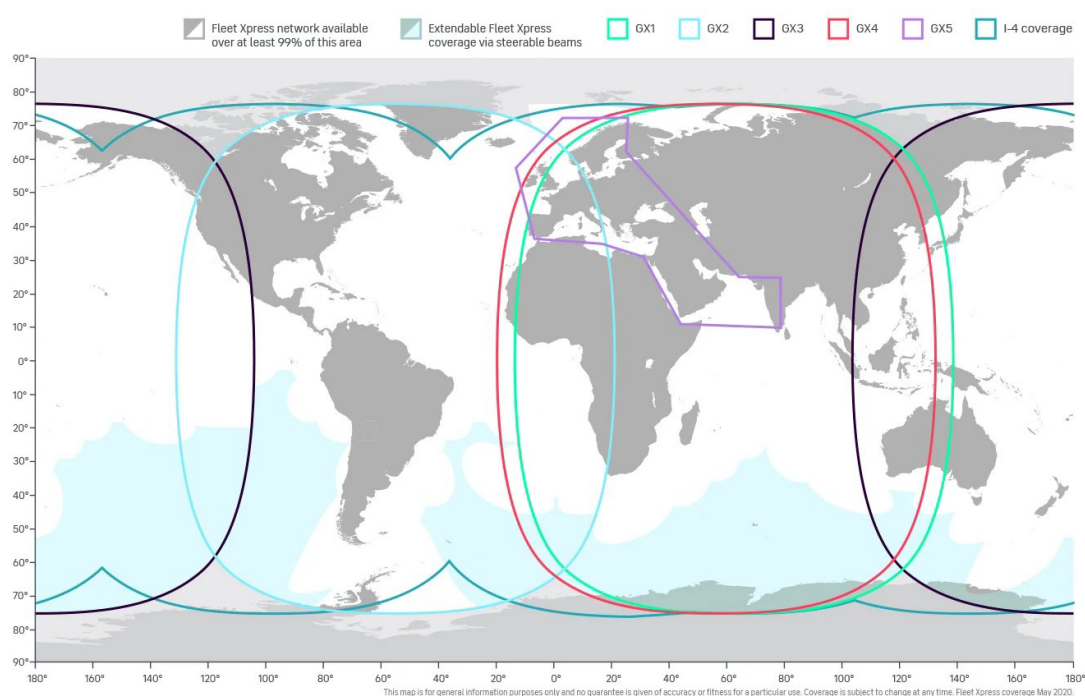 Fleet Xpress network available
over at least 99% of this area
Extendable Fleet Xpress
coverage via steerable beams
GX1
GX2
GX3
GX4
GX5
I-4 coverage
90°
80°
70°
60°
50°
40°
30°
20°
10°
0°
10°
20°
30°
40°
50°
60°
70°
80°
90°
180° 160° 140° 120° 100° 80° 60° 40° 20° 0° 20° 40° 60° 80° 100° 120° 140° 160° 180°
This map is for general information purposes only and no guarantee is given of accuracy or fitness for a particular use. Coverage is subject to change at any time. Fleet Xpress coverage May 2020.